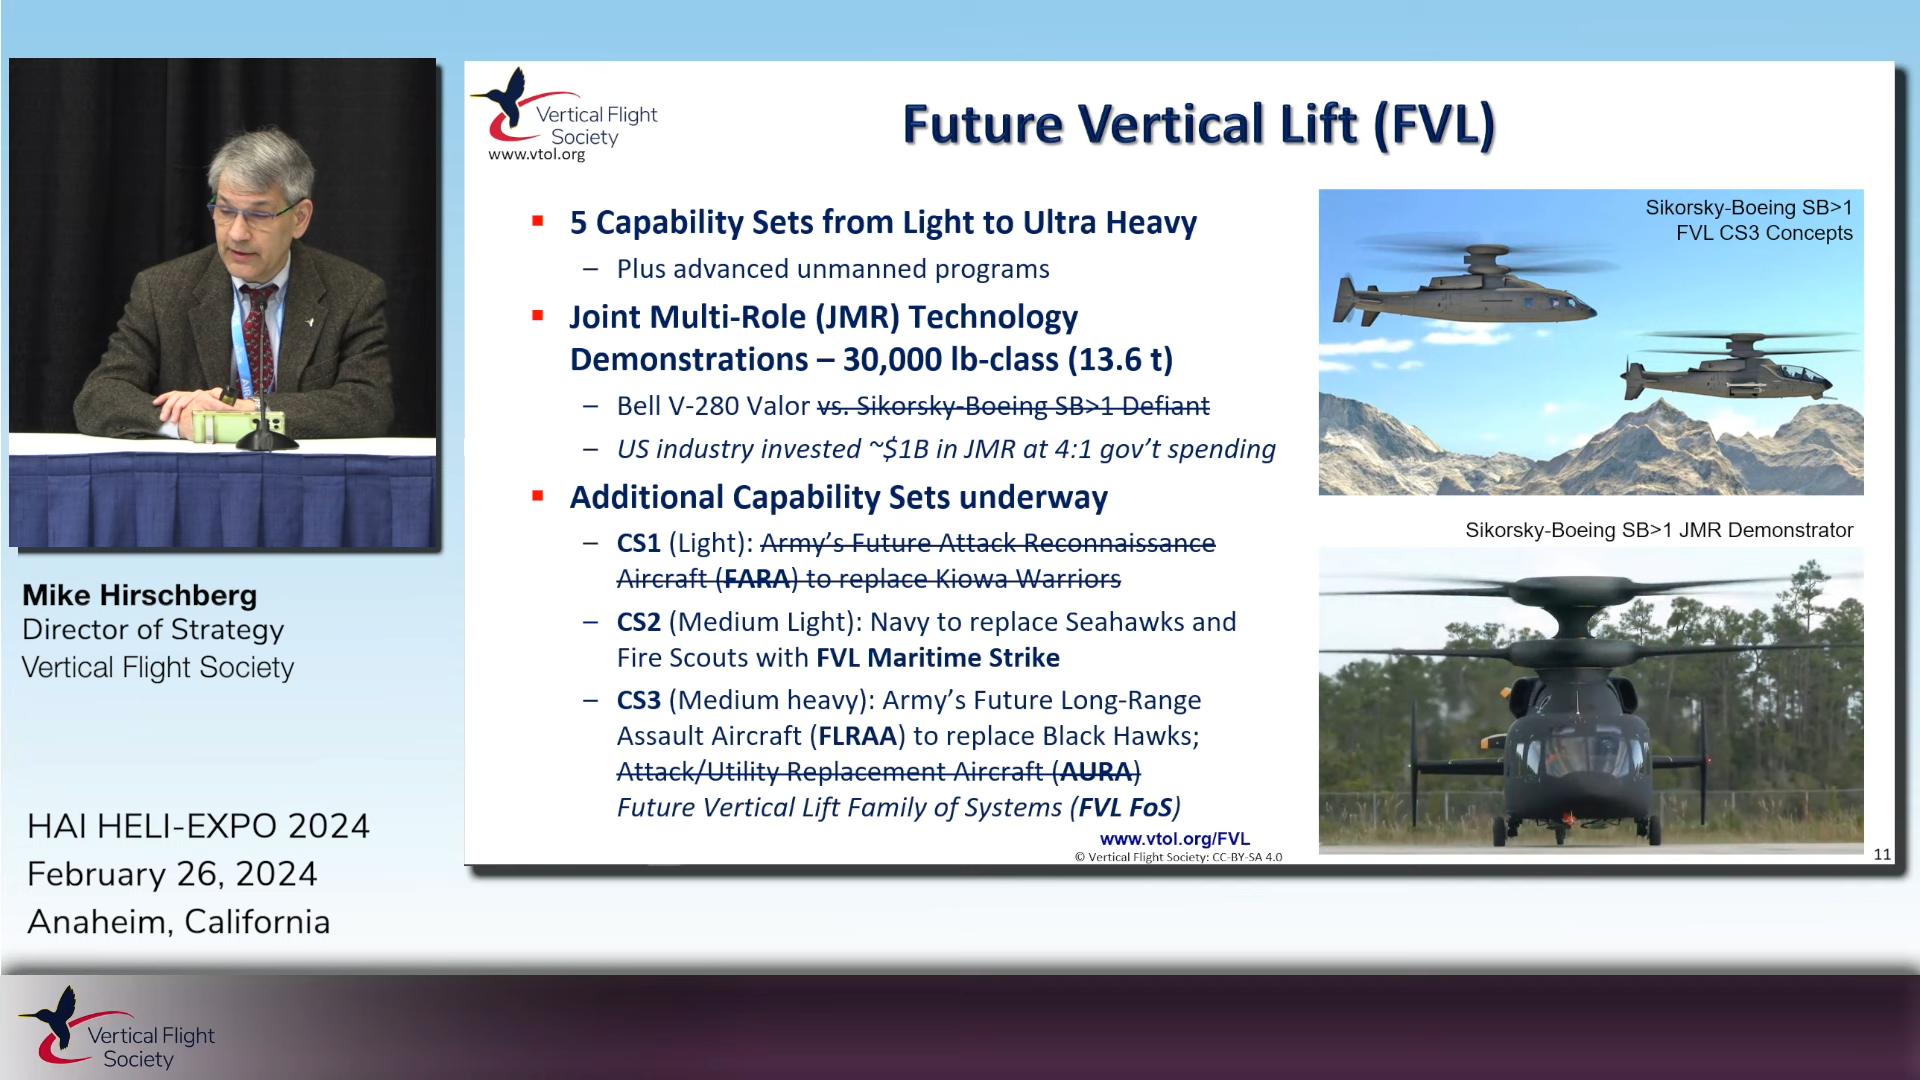 Vertical Flight
Society
www.vtol.org
Future Vertical Lift (FVL)
5 Capability Sets from Light to Ultra Heavy
– Plus advanced unmanned programs
Joint Multi-Role (JMR) Technology
Demonstrations – 30,000 lb-class (13.6 t)
– Bell V-280 Valor vs. Sikorsky-Boeing SB>1 Defiant
– US industry invested ~$1B in JMR at 4:1 gov't spending
Additional Capability Sets underway
– CS1 (Light): Army's Future Attack Reconnaissance
Aircraft (FARA) to replace Kiowa Warriors
– CS2 (Medium Light): Navy to replace Seahawks and
Fire Scouts with FVL Maritime Strike
– CS3 (Medium heavy): Army's Future Long-Range
Assault Aircraft (FLRAA) to replace Black Hawks;
Attack/Utility Replacement Aircraft (AURA)
Future Vertical Lift Family of Systems (FVL FoS)
www.vtol.org/FVL
© Vertical Flight Society: CC-BY-SA 4.0
Sikorsky-Boeing SB>1
FVL CS3 Concepts
Sikorsky-Boeing SB>1 JMR Demonstrator
11
Mike Hirschberg
Director of Strategy
Vertical Flight Society
HAI HELI-EXPO 2024
February 26, 2024
Anaheim, California
Vertical Flight
Society